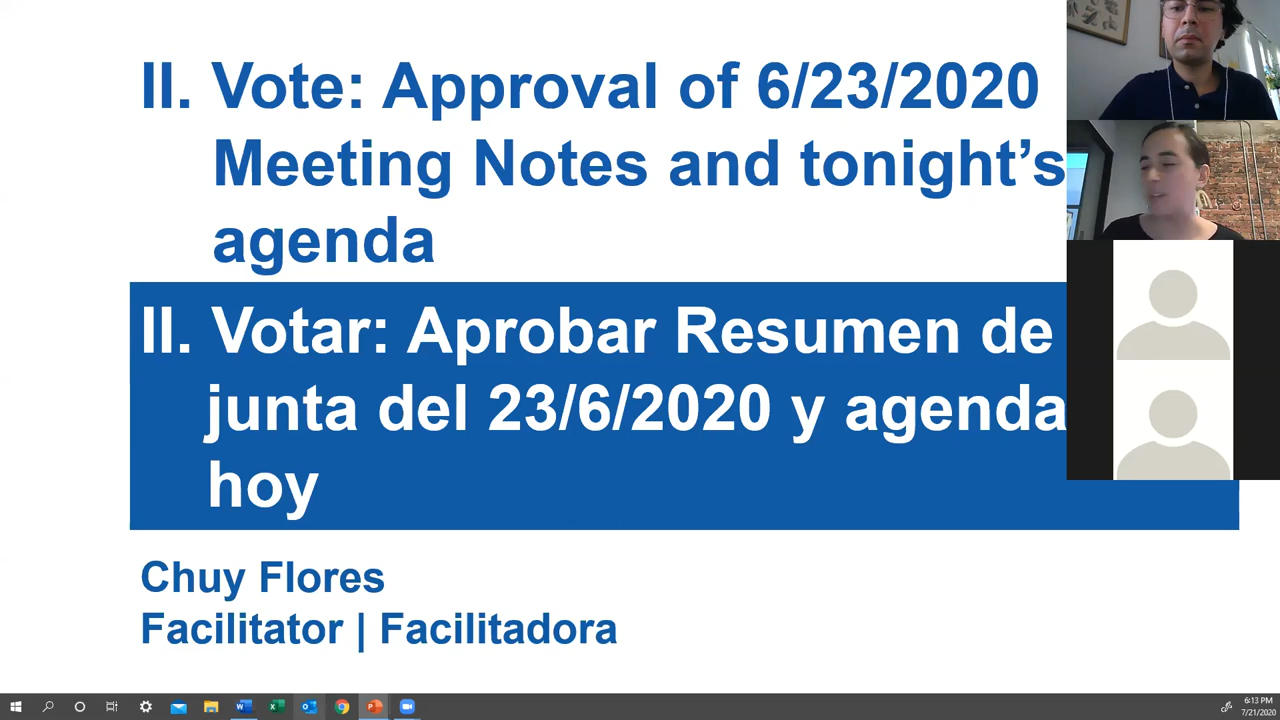 II. Vote: Approval of 6/23/2020
Meeting Notes and tonight’s
agenda
II. Votar: Aprobar Resumen de
junta del 23/6/2020 y agenda
hoy
Chuy Flores
Facilitator | Facilitadora
6:13 PM
7/21/2020